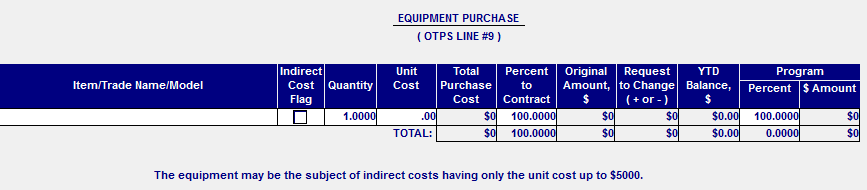 EQUIPMENT PURCHASE
( OTPS LINE #9 )
Item/Trade Name/Model Indirect Cost Flag Quantity Unit Cost Total Purchase Cost Percent to Contract Original Amount, $ Request to Change ( + or - ) YTD Balance, $ Program Percent $ Amount
1.0000 .00 $0 100.0000 $0 $0 $0.00 100.0000 $0
TOTAL: $0 100.0000 $0 $0 $0.00 0.0000 $0
The equipment may be the subject of indirect costs having only the unit cost up to $5000.